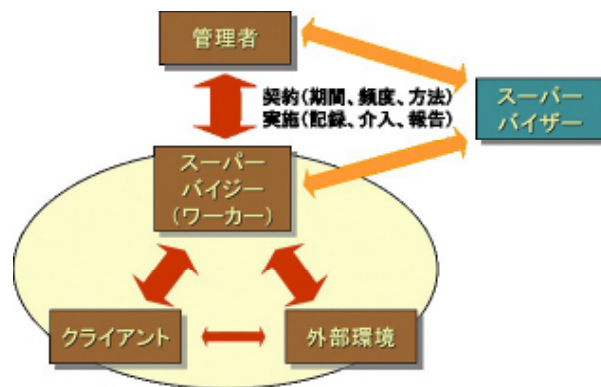 管理者
契約(期間、頻度、方法)
実施(記録、介入、報告)
スーパー
バイザー
スーパー
バイジー
(ワーカー)
クライアント
外部環境